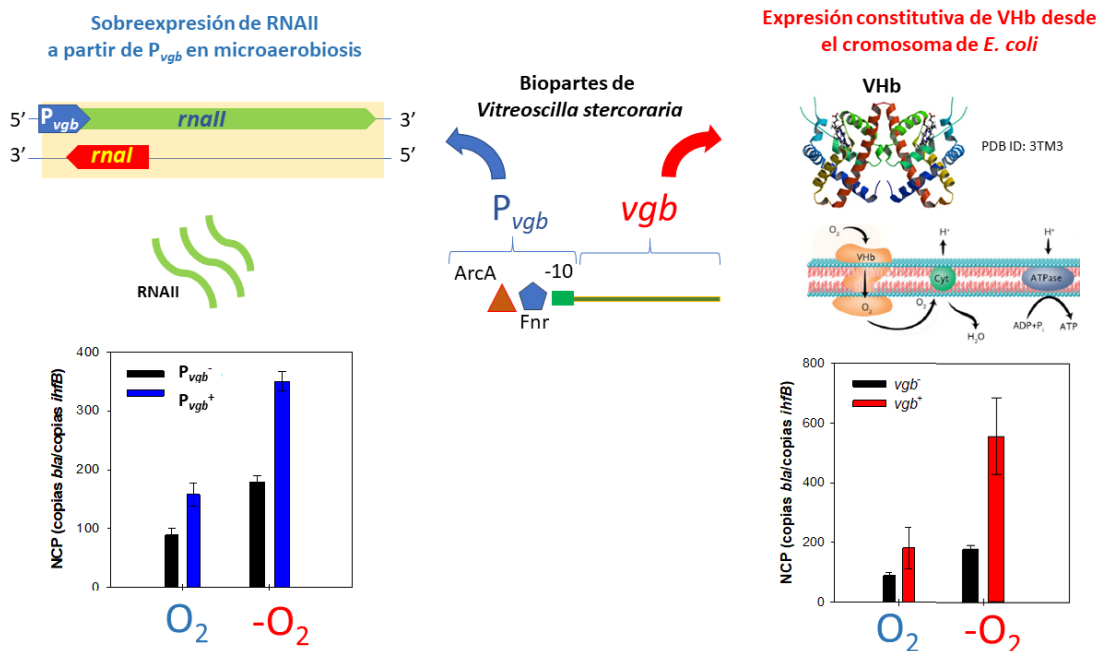 Sobreexpresión de RNAII
a partir de Pvgb en microaerobiosis
5’ Pvgb rnaII 3’
3’ rnaI 5’
RNAII
Biopartes de
Vitreoscilla stercoraria
Pvgb vgb
ArcA -10
Fnr
Expresión constitutiva de VHb desde
el cromosoma de E. coli
VHb
PDB ID: 3TM3
O2 H+ H+
VHb Cyt ATPase
O2 O2
H2O ADP+Pi ATP
NCP (copias bla/copias ihfB)
400
300
200
100
0
Pvgb-
Pvgb+
O2 -O2
NCP (copias bla/copias ihfB)
800
600
400
200
0
vgb-
vgb+
O2 -O2